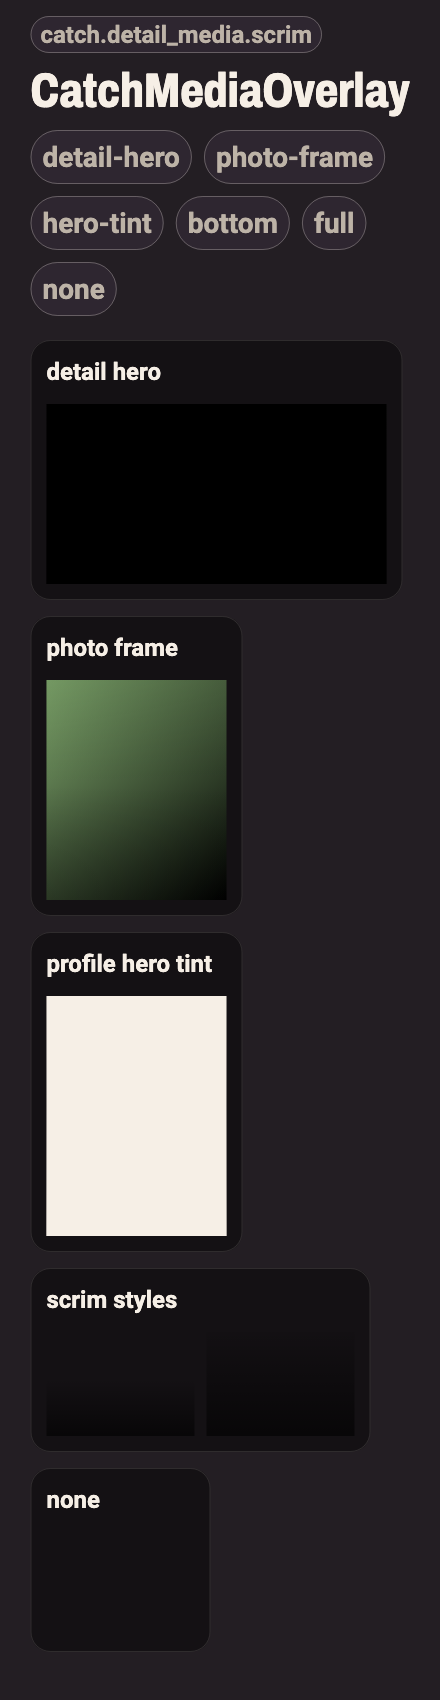 catch.detail_media.scrim
CatchMediaOverlay
detail-hero photo-frame
hero-tint bottom full
none
detail hero
photo frame
profile hero tint
scrim styles
none